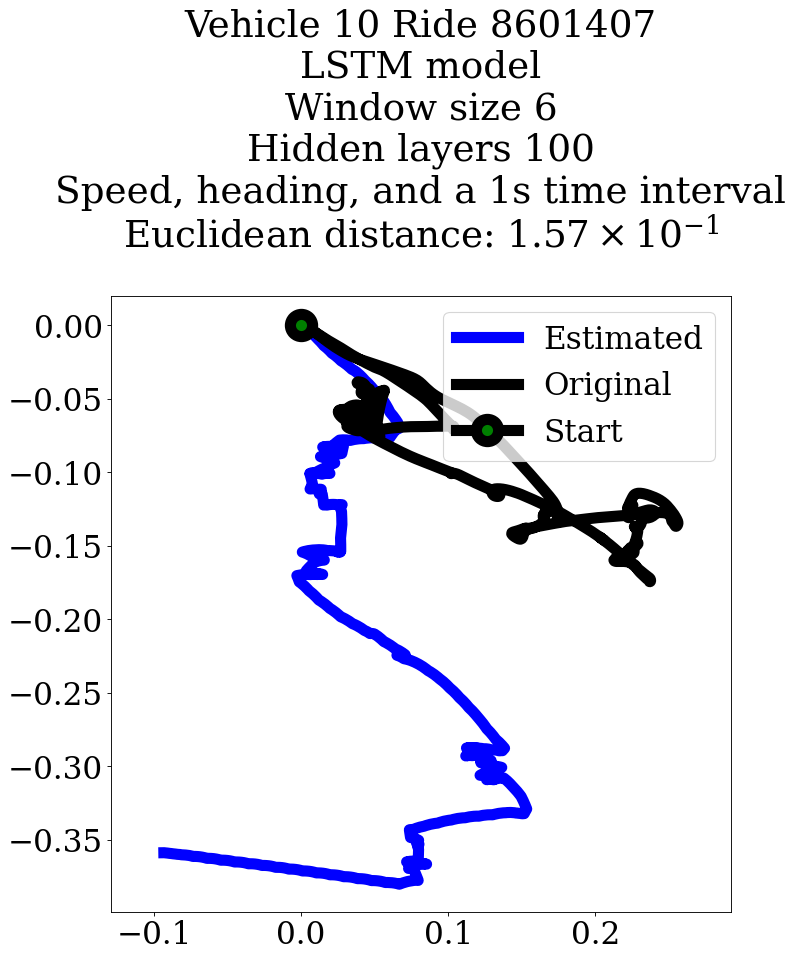 Vehicle 10 Ride 8601407
LSTM model
Window size 6
Hidden layers 100
Speed, heading, and a 1s time interval
Euclidean distance: 1.57 × 10⁻¹
Estimated
Original
Start
0.00
−0.05
−0.10
−0.15
−0.20
−0.25
−0.30
−0.35
−0.1 0.0 0.1 0.2